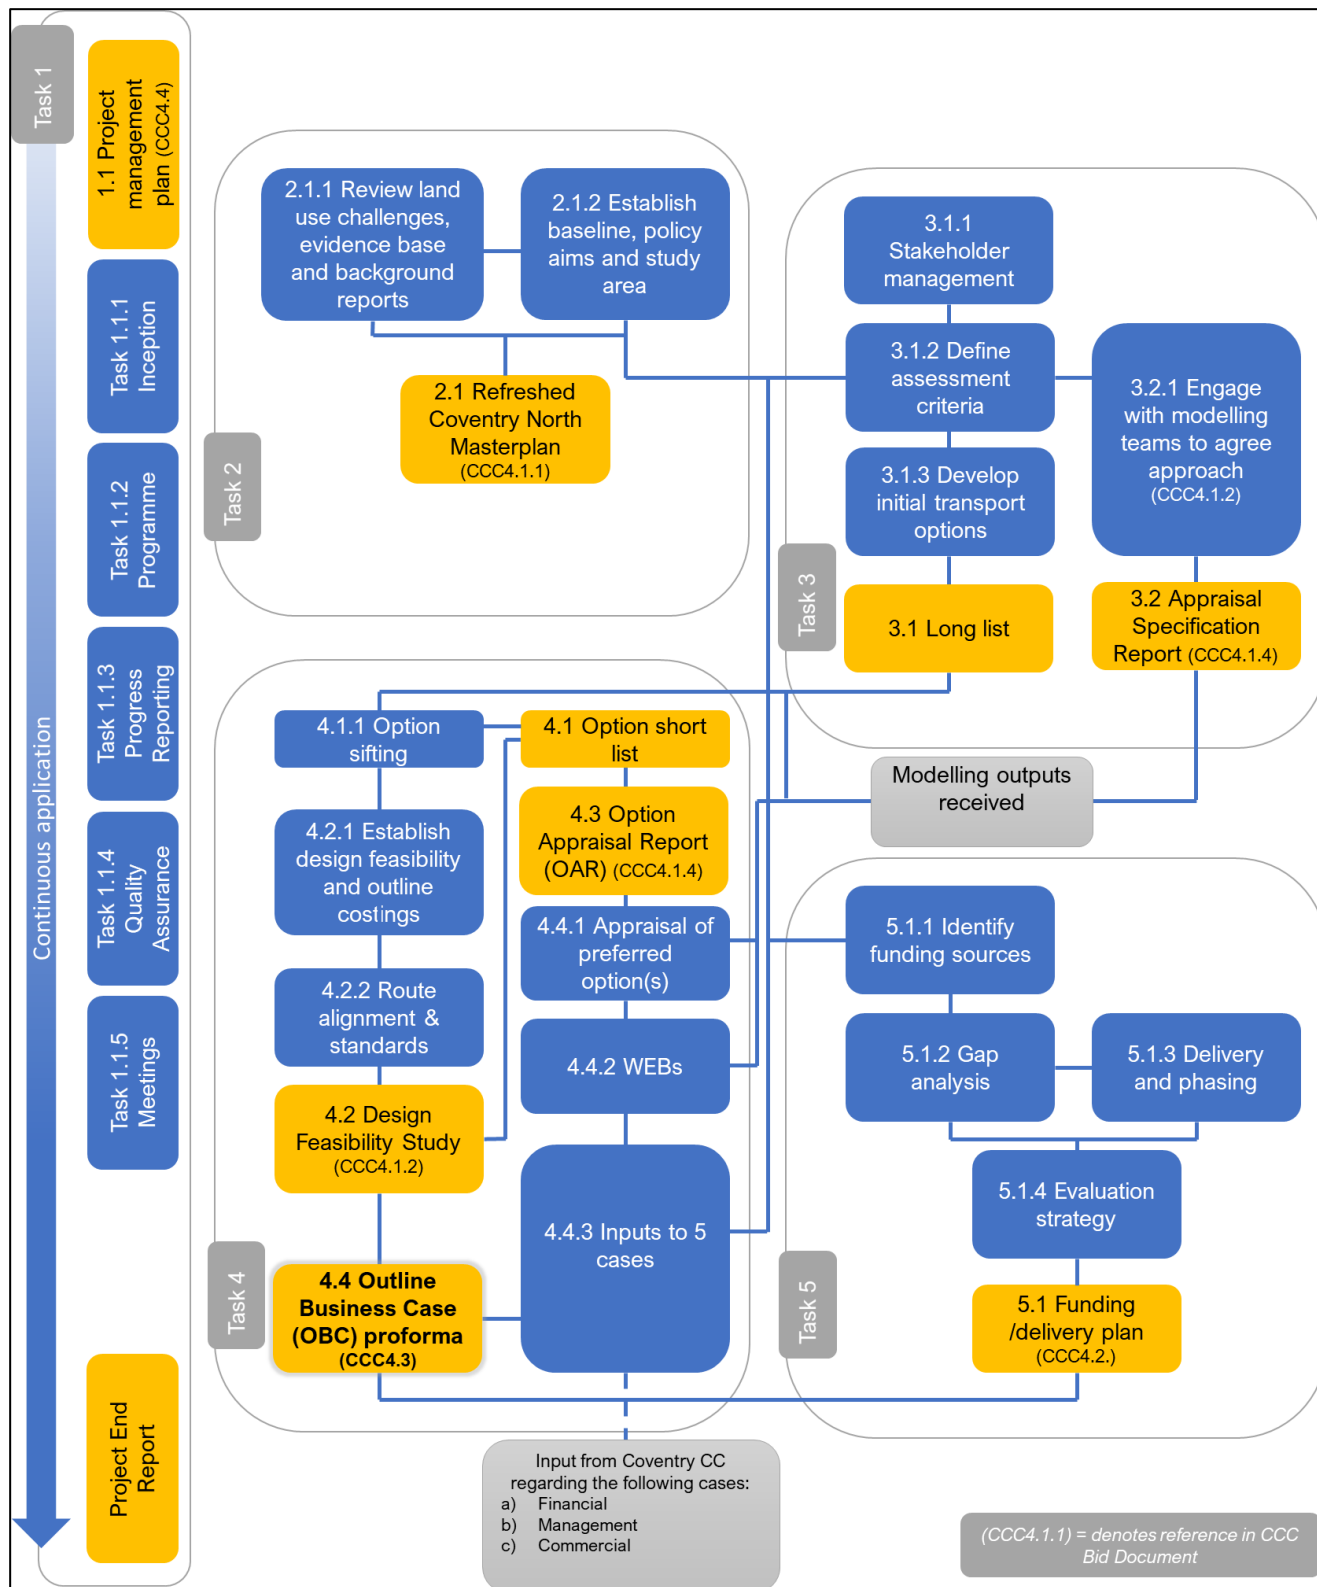 Task 1
Continuous application
1.1 Project
management
plan (CCC4.4)
Task 1.1.1
Inception
Task 1.1.2
Programme
Task 1.1.3
Progress
Reporting
Task 1.1.4
Quality
Assurance
Task 1.1.5
Meetings
Project End
Report
Task 2
2.1.1 Review land
use challenges,
evidence base
and background
reports
2.1.2 Establish
baseline, policy
aims and study
area
2.1 Refreshed
Coventry North
Masterplan
(CCC4.1.1)
Task 3
3.1.1
Stakeholder
management
3.1.2 Define
assessment
criteria
3.1.3 Develop
initial transport
options
3.1 Long list
3.2.1 Engage
with modelling
teams to agree
approach
(CCC4.1.2)
3.2 Appraisal
Specification
Report (CCC4.1.4)
Modelling outputs
received
Task 4
4.1.1 Option
sifting
4.1 Option short
list
4.2.1 Establish
design feasibility
and outline
costings
4.3 Option
Appraisal Report
(OAR) (CCC4.1.4)
4.2.2 Route
alignment &
standards
4.4.1 Appraisal of
preferred
option(s)
4.4.2 WEBs
4.2 Design
Feasibility Study
(CCC4.1.2)
4.4.3 Inputs to 5
cases
4.4 Outline
Business Case
(OBC) proforma
(CCC4.3)
Task 5
5.1.1 Identify
funding sources
5.1.2 Gap
analysis
5.1.3 Delivery
and phasing
5.1.4 Evaluation
strategy
5.1 Funding
/delivery plan
(CCC4.2.)
Input from Coventry CC
regarding the following cases:
a) Financial
b) Management
c) Commercial
(CCC4.1.1) = denotes reference in CCC
Bid Document